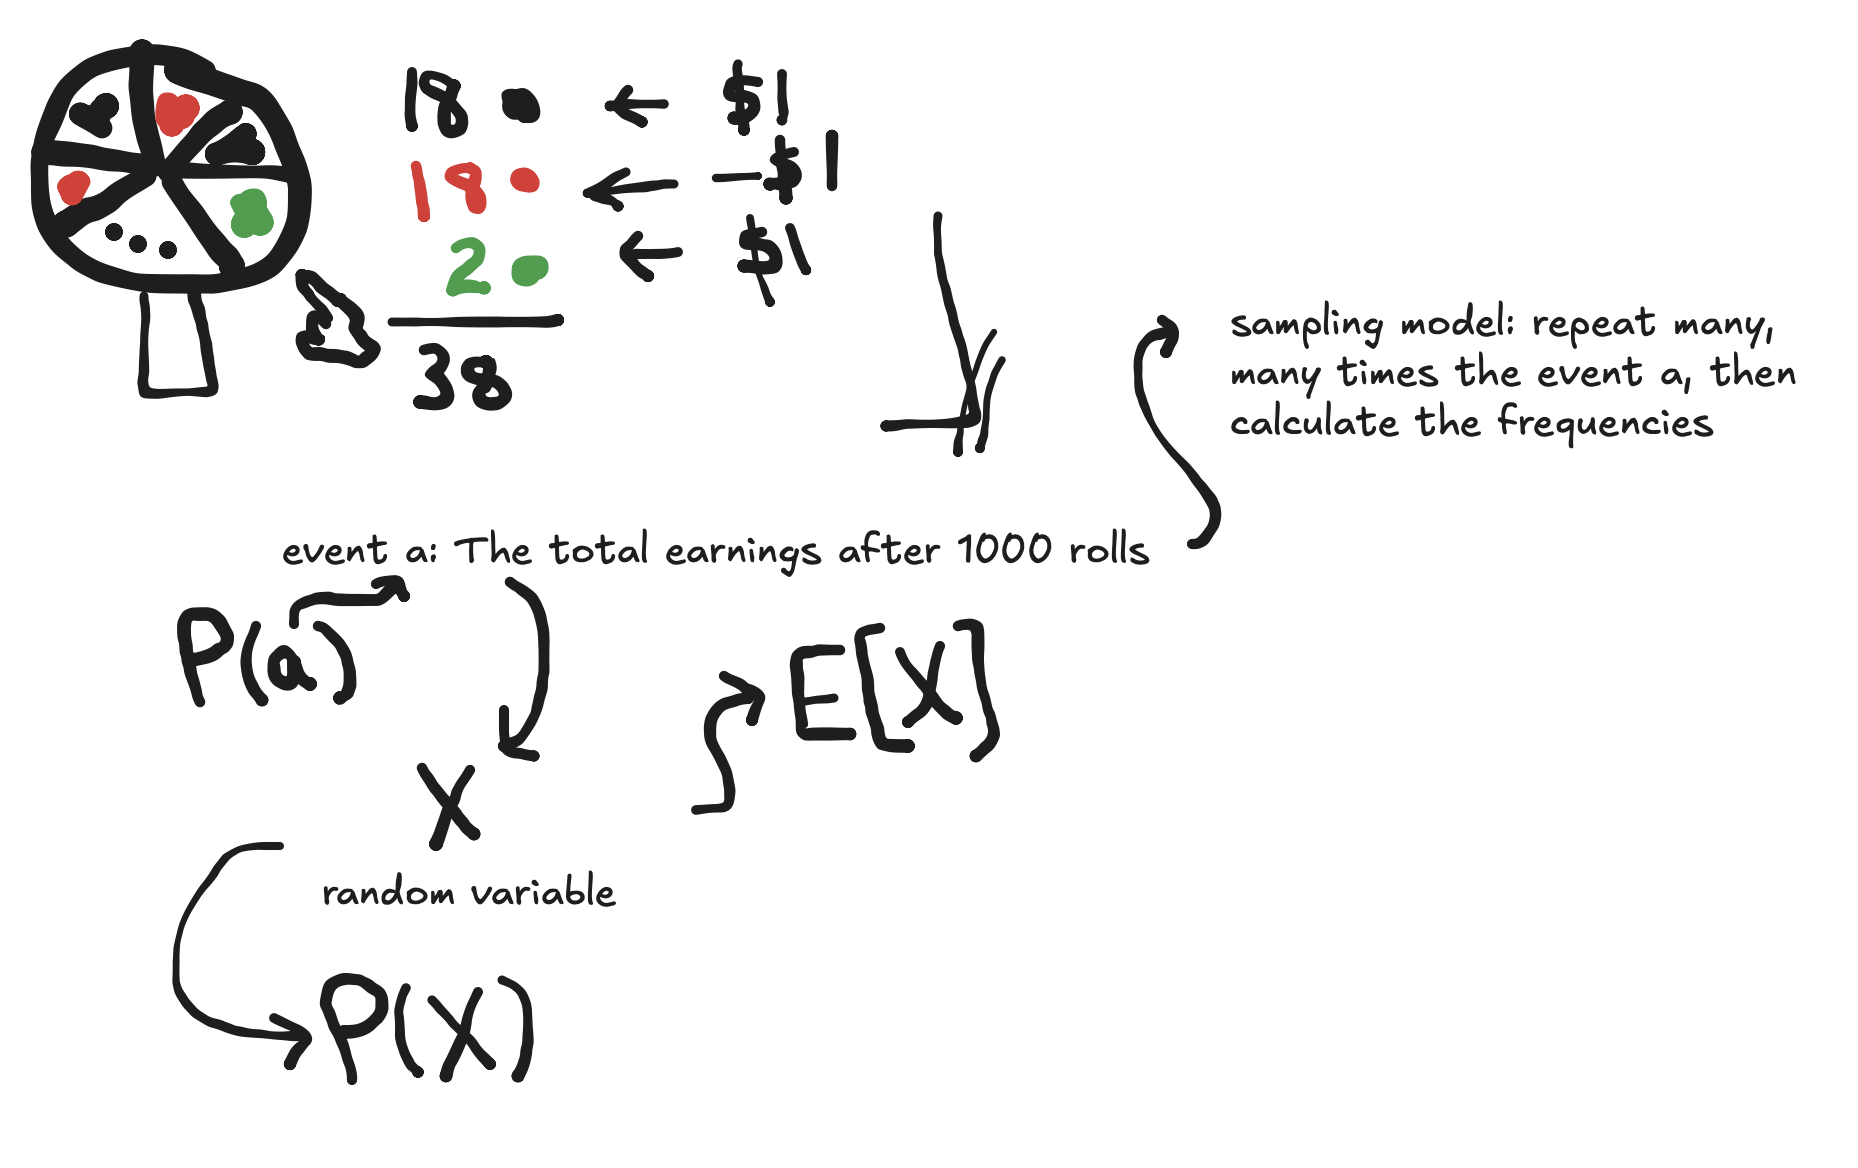 18 ← $1
18 ← -$1
2 ← $1
38
sampling model: repeat many,
many times the event a, then
calculate the frequencies
event a: The total earnings after 1000 rolls
P(a)
E[X]
X
random variable
P(X)